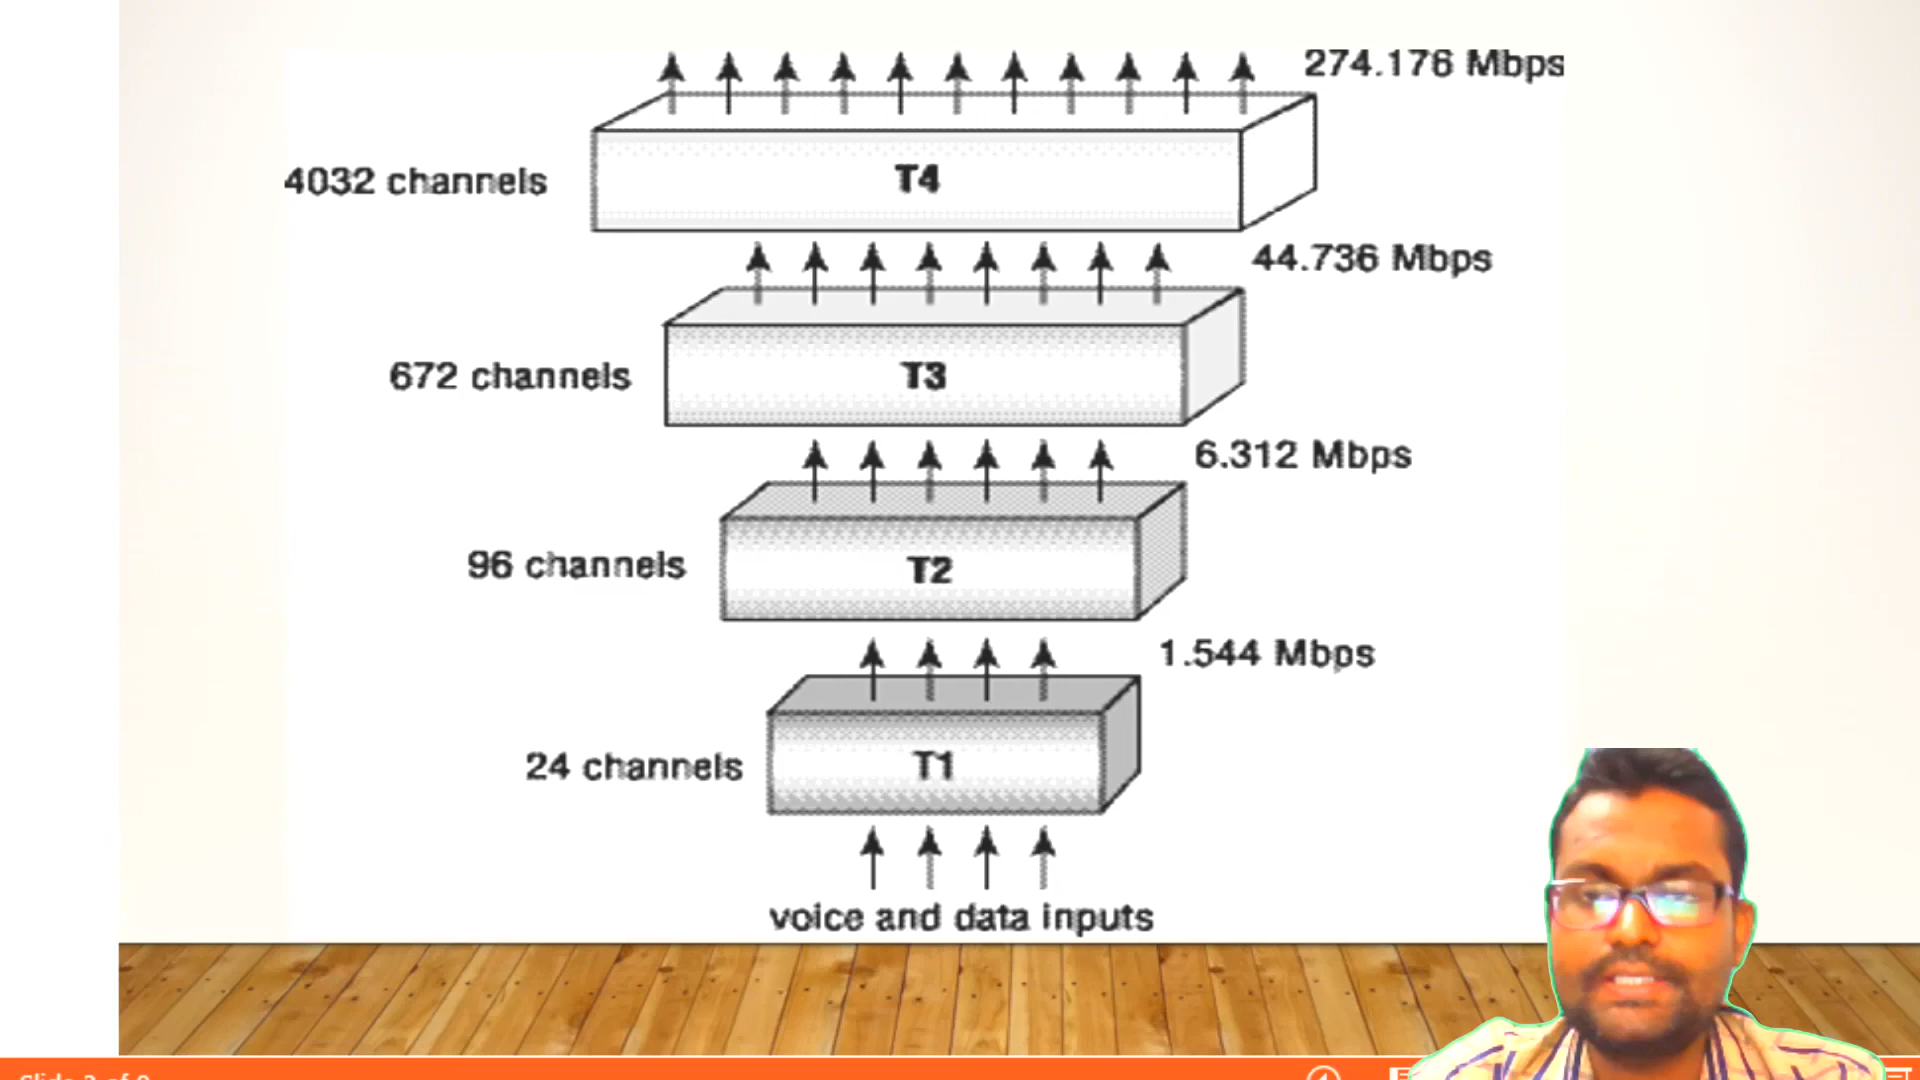 274.176 Mbps
4032 channels
T4
44.736 Mbps
672 channels
T3
6.312 Mbps
96 channels
T2
1.544 Mbps
24 channels
T1
voice and data inputs